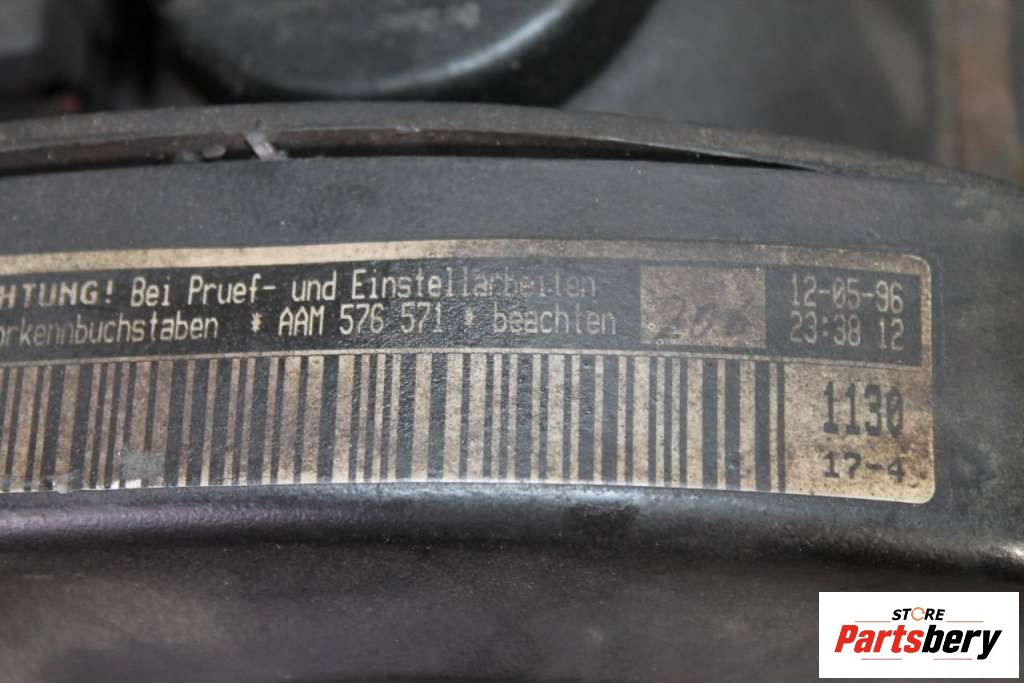 HTUNG! Bei Pruef- und Einstellarbeiten
orkennbuchstaben * AAM 576 571 * beachten
12-05-96
23:38 12
1130
17-4
STORE
Partsbery